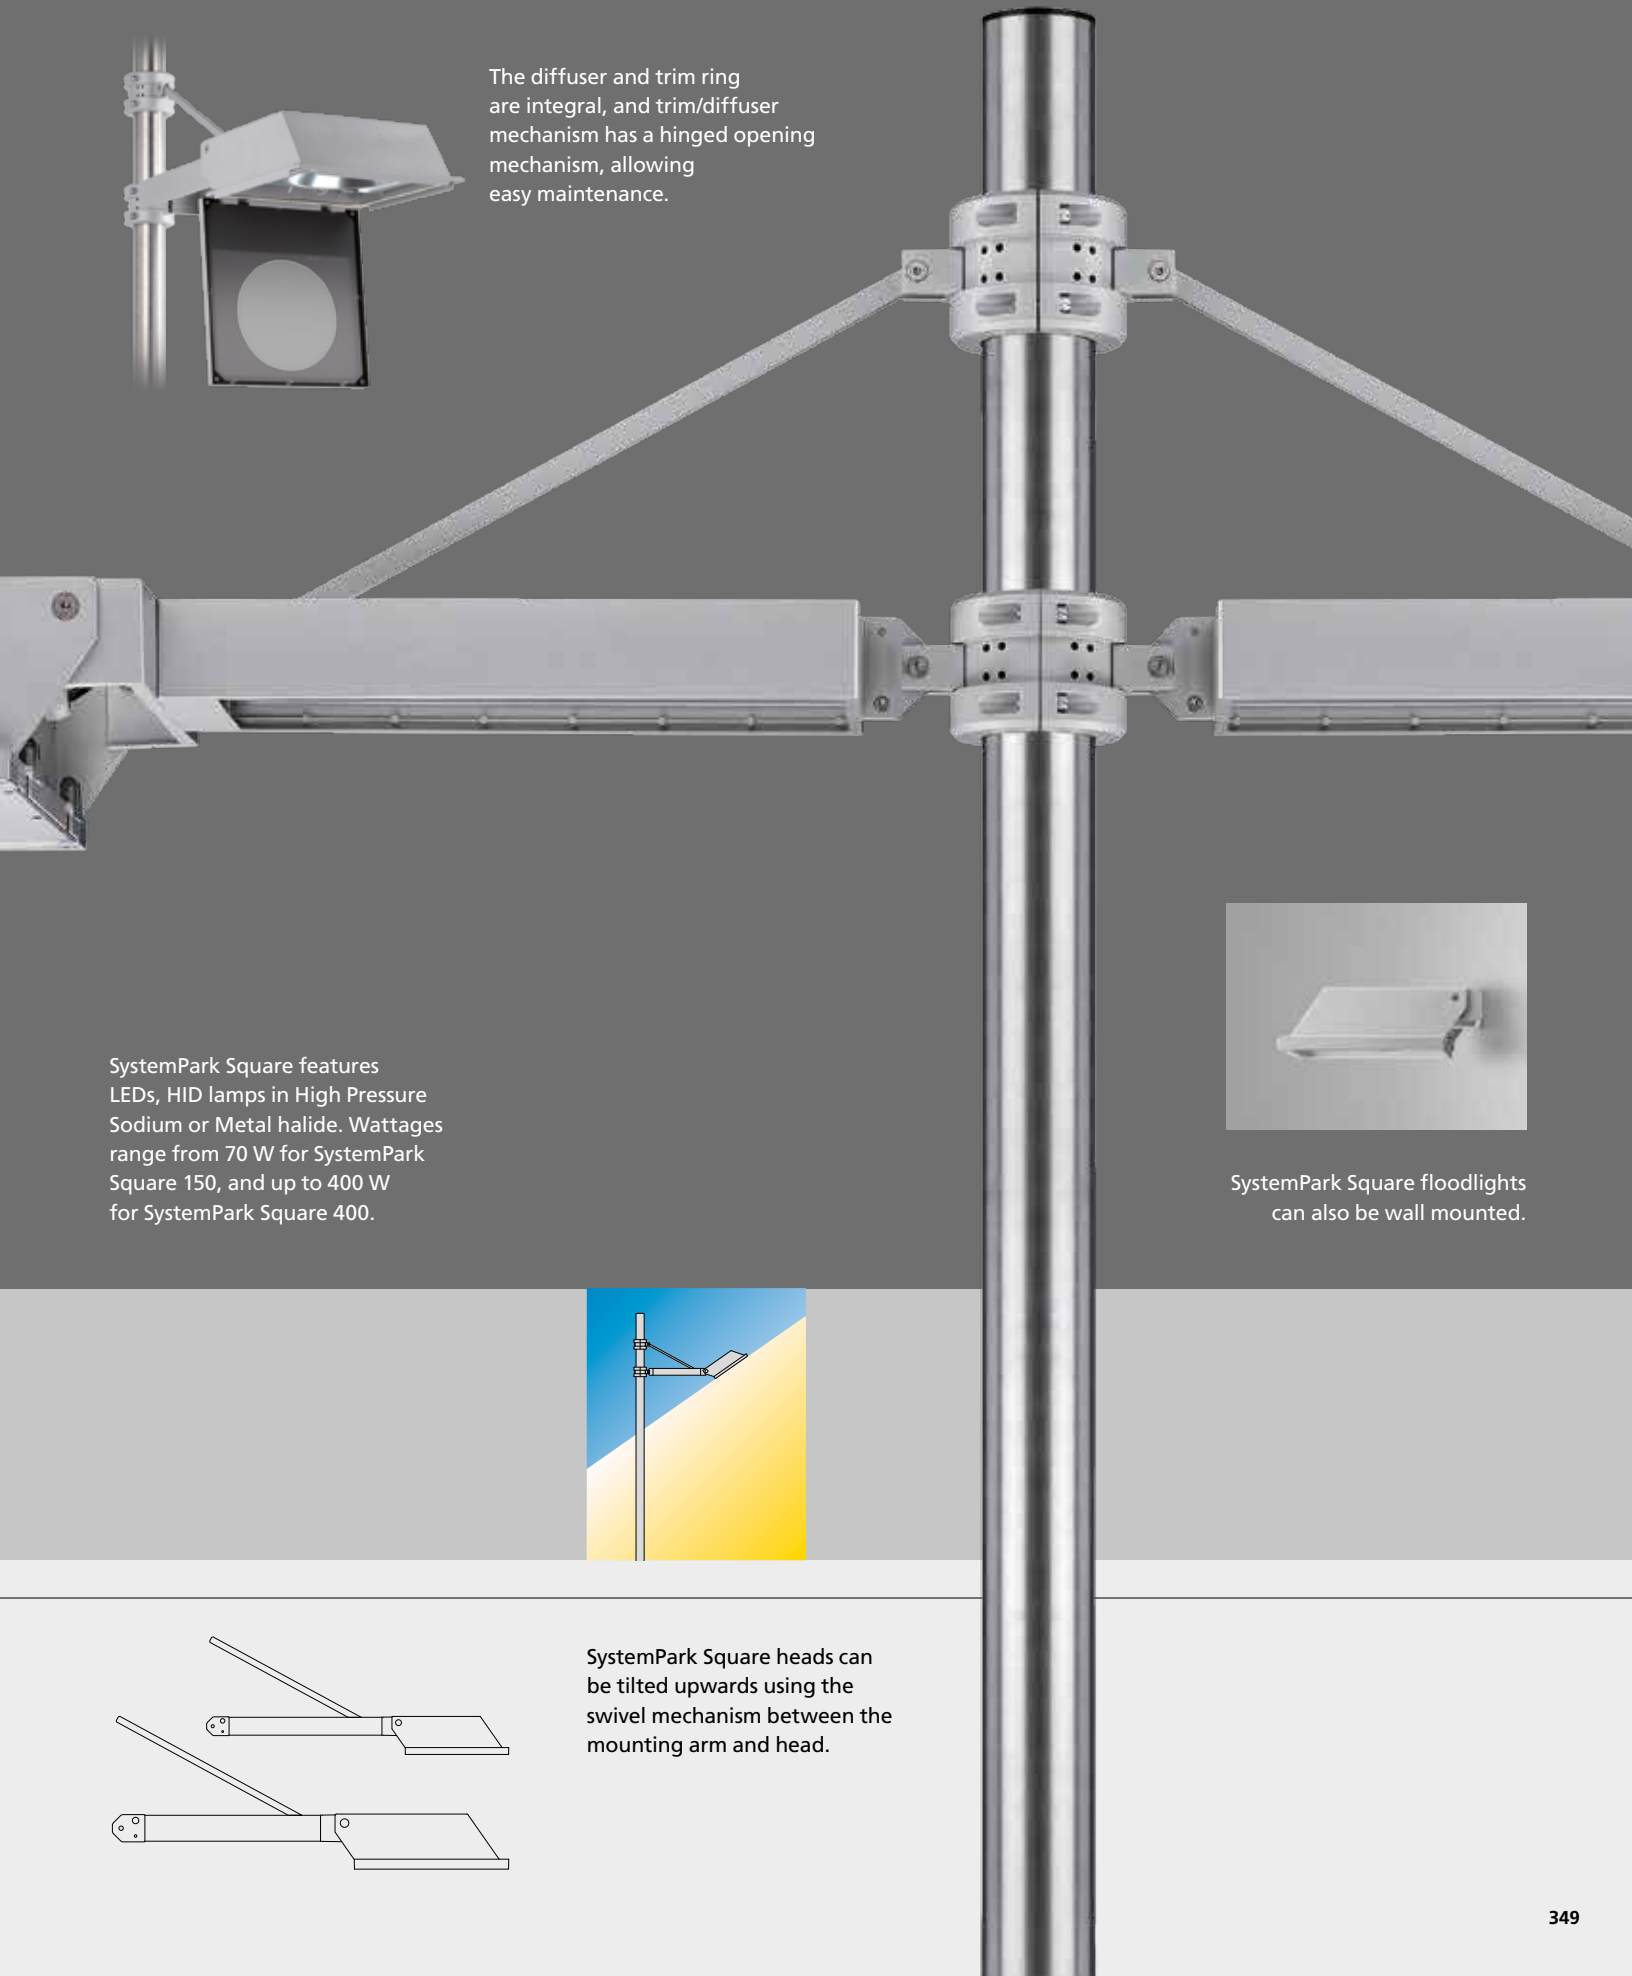 The diffuser and trim ring
are integral, and trim/diffuser
mechanism has a hinged opening
mechanism, allowing
easy maintenance.
SystemPark Square features
LEDs, HID lamps in High Pressure
Sodium or Metal halide. Wattages
range from 70 W for SystemPark
Square 150, and up to 400 W
for SystemPark Square 400.
SystemPark Square floodlights
can also be wall mounted.
SystemPark Square heads can
be tilted upwards using the
swivel mechanism between the
mounting arm and head.
349